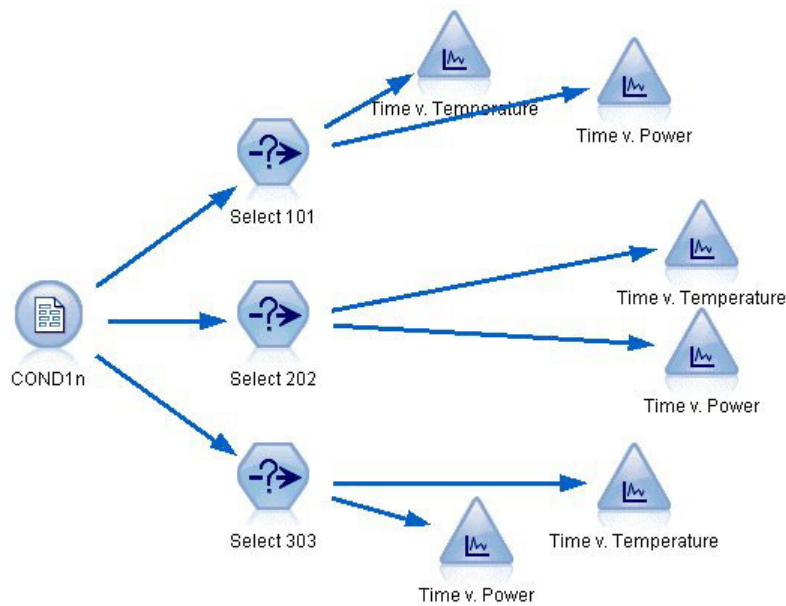 Time v. Temperature
Time v. Power
Select 101
Time v. Temperature
COND1n
Select 202
Time v. Power
Select 303
Time v. Temperature
Time v. Power